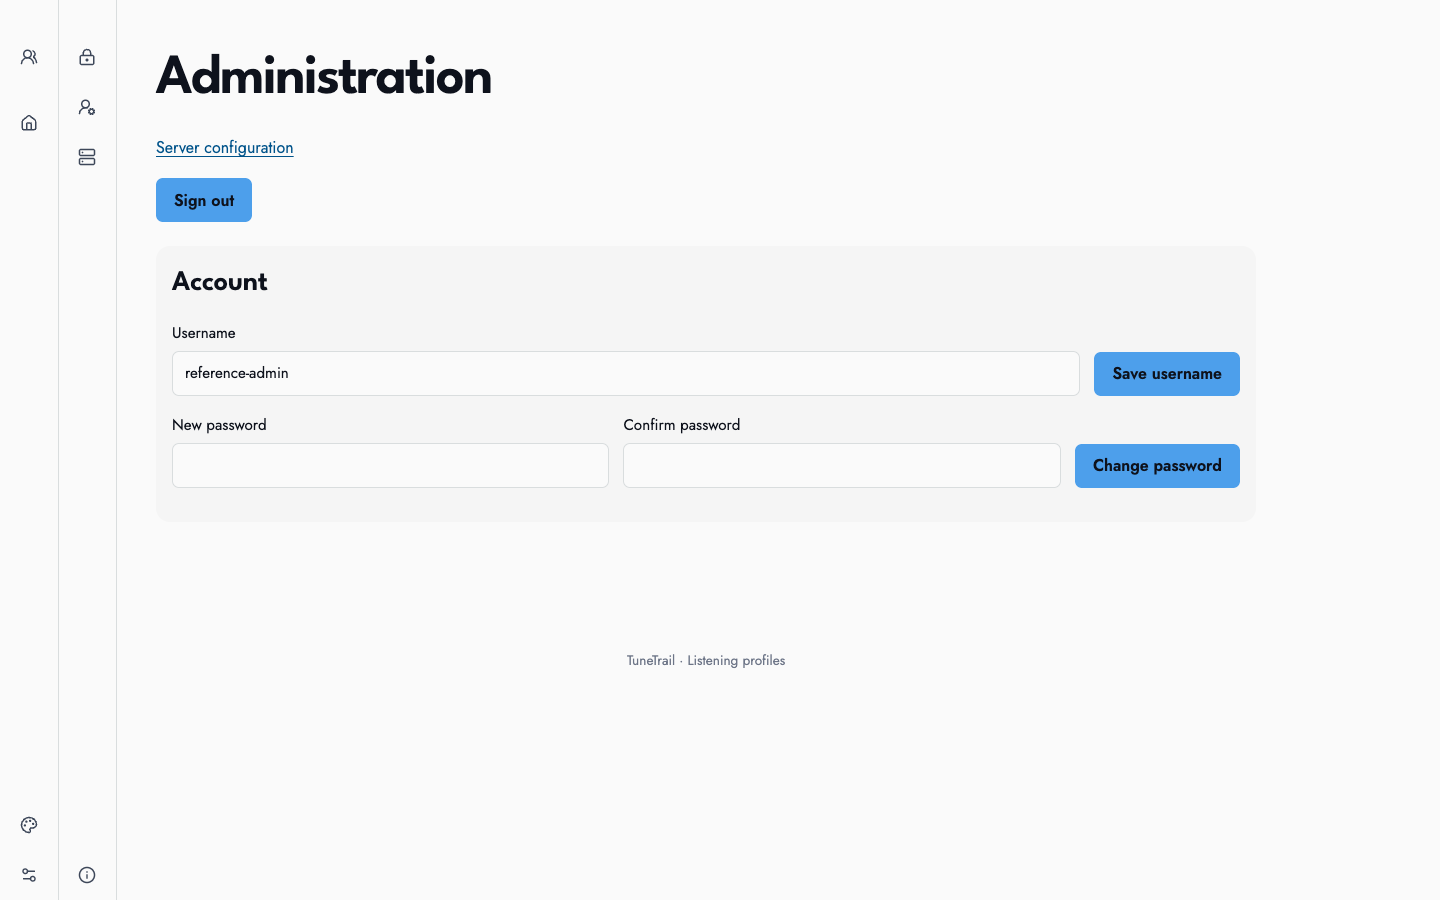 Administration
Server configuration
Sign out
Account
Username
reference-admin
Save username
New password
Confirm password
Change password
TuneTrail · Listening profiles